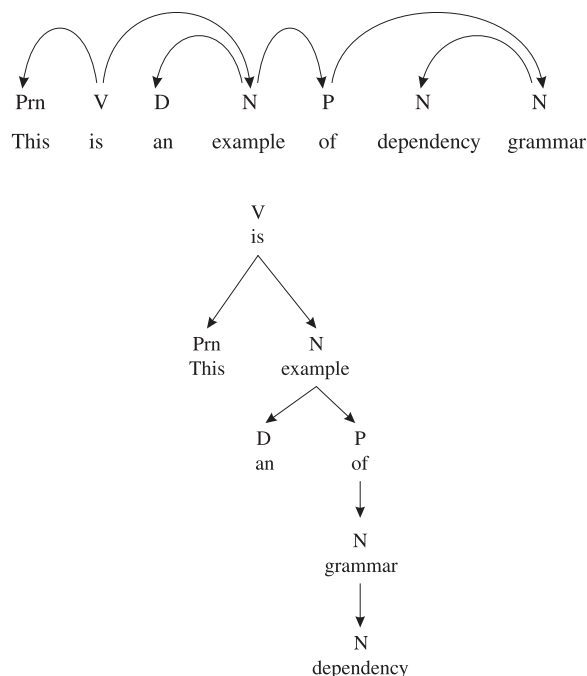 Prn V D N P N N
This is an example of dependency grammar
V
is
Prn N
This example
D P
an of
N
grammar
N
dependency